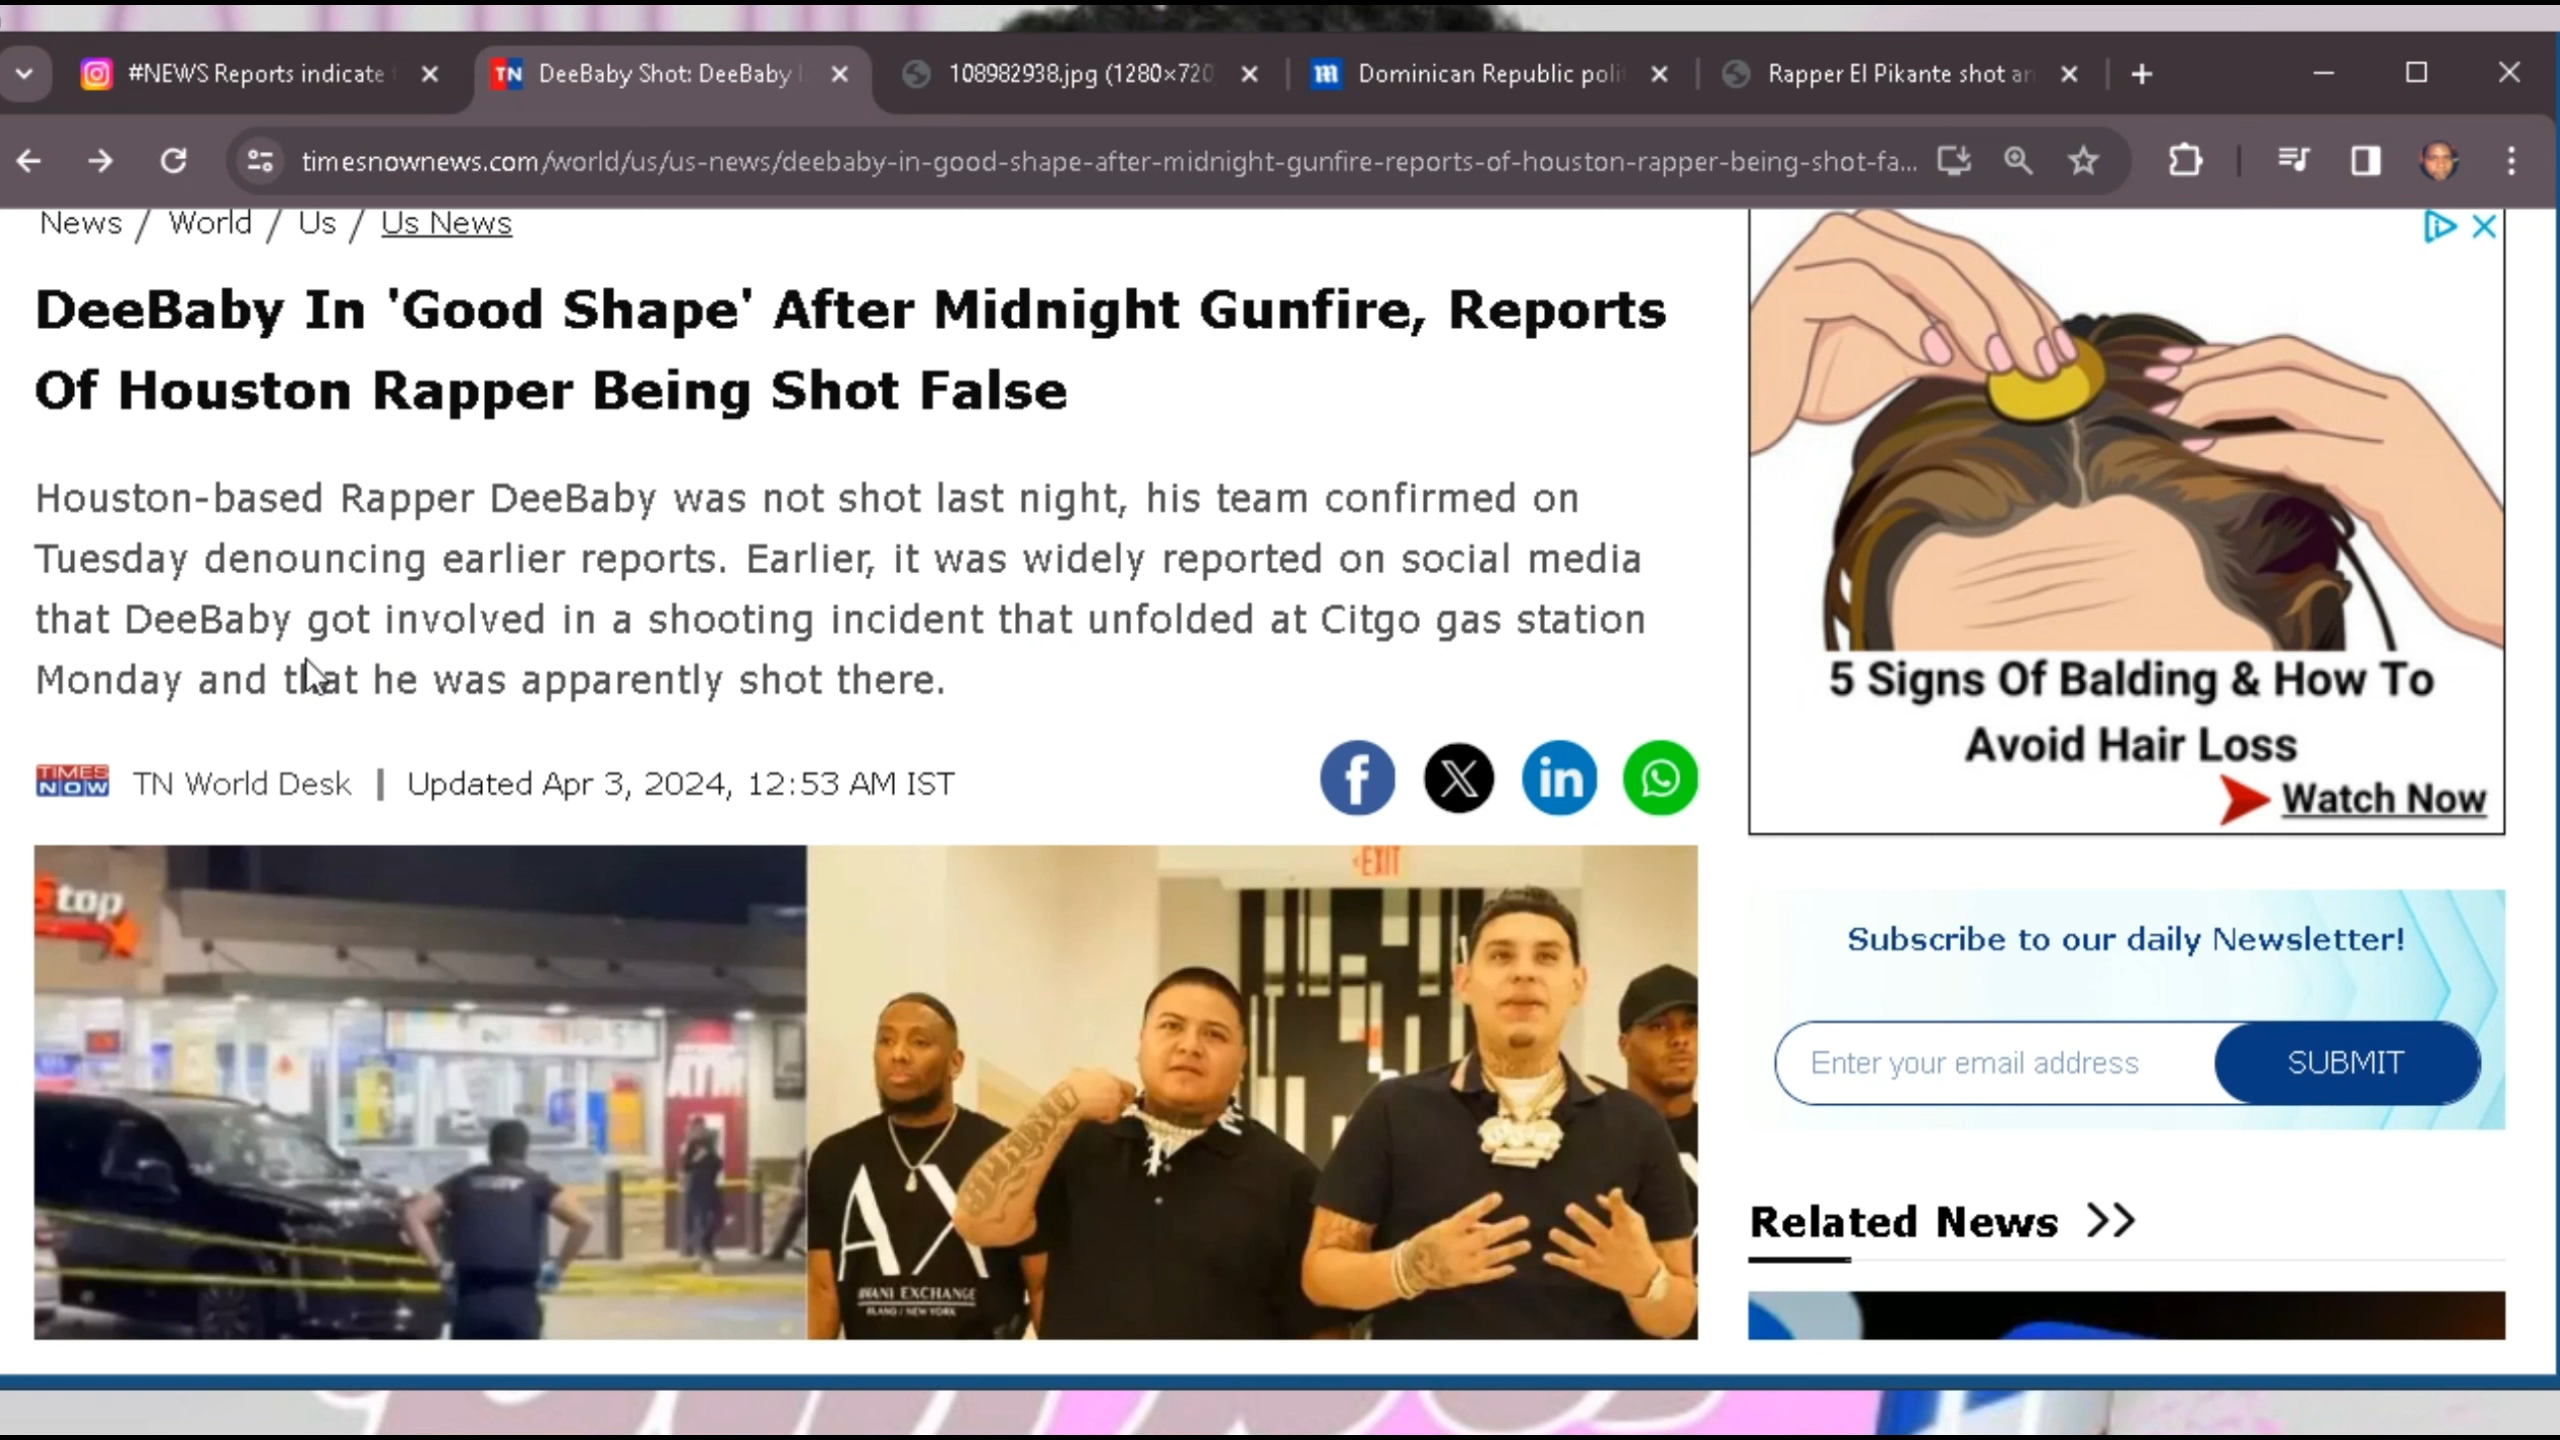 #NEWS Reports indicate
DeeBaby Shot: DeeBaby
108982938.jpg (1280×720
Dominican Republic poli
Rapper El Pikante shot an
timesnownews.com/world/us/us-news/deebaby-in-good-shape-after-midnight-gunfire-reports-of-houston-rapper-being-shot-fa...
News / World / Us / Us News
DeeBaby In 'Good Shape' After Midnight Gunfire, Reports
Of Houston Rapper Being Shot False
Houston-based Rapper DeeBaby was not shot last night, his team confirmed on
Tuesday denouncing earlier reports. Earlier, it was widely reported on social media
that DeeBaby got involved in a shooting incident that unfolded at Citgo gas station
Monday and that he was apparently shot there.
TIMES
NOW
TN World Desk | Updated Apr 3, 2024, 12:53 AM IST
Stop
EXIT
AX
5 Signs Of Balding & How To
Avoid Hair Loss
Watch Now
Subscribe to our daily Newsletter!
Enter your email address
SUBMIT
Related News >>